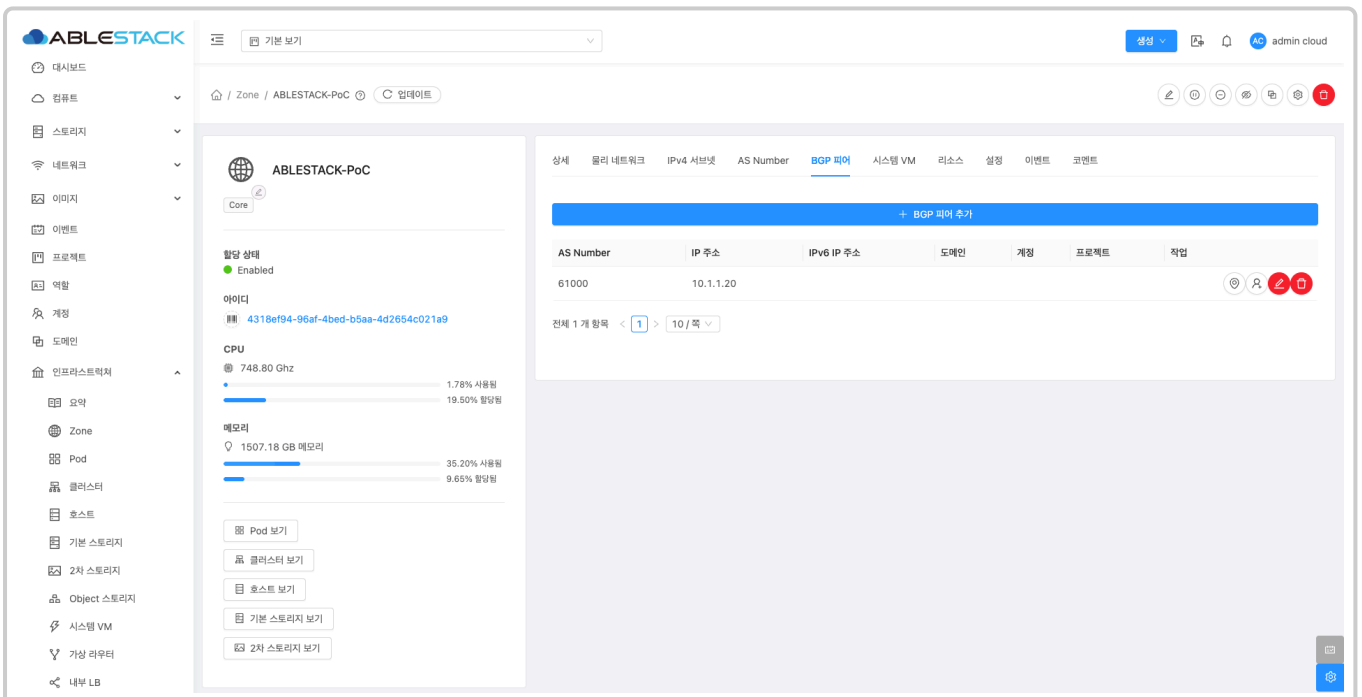 ABLESTACK
기본 보기
생성
AC admin cloud
대시보드
컴퓨트
스토리지
네트워크
이미지
이벤트
프로젝트
역할
계정
도메인
인프라스트럭쳐
요약
Zone
Pod
클러스터
호스트
기본 스토리지
2차 스토리지
Object 스토리지
시스템 VM
가상 라우터
내부 LB
/ Zone / ABLESTACK-PoC 업데이트
ABLESTACK-PoC
Core
할당 상태
Enabled
아이디
4318ef94-96af-4bed-b5aa-4d2654c021a9
CPU
748.80 Ghz
1.78% 사용됨
19.50% 할당됨
메모리
1507.18 GB 메모리
35.20% 사용됨
9.65% 할당됨
Pod 보기
클러스터 보기
호스트 보기
기본 스토리지 보기
2차 스토리지 보기
상세 물리 네트워크 IPv4 서브넷 AS Number BGP 피어 시스템 VM 리소스 설정 이벤트 코멘트
+ BGP 피어 추가
AS Number IP 주소 IPv6 IP 주소 도메인 계정 프로젝트 작업
61000 10.1.1.20
전체 1 개 항목 < 1 > 10 / 쪽